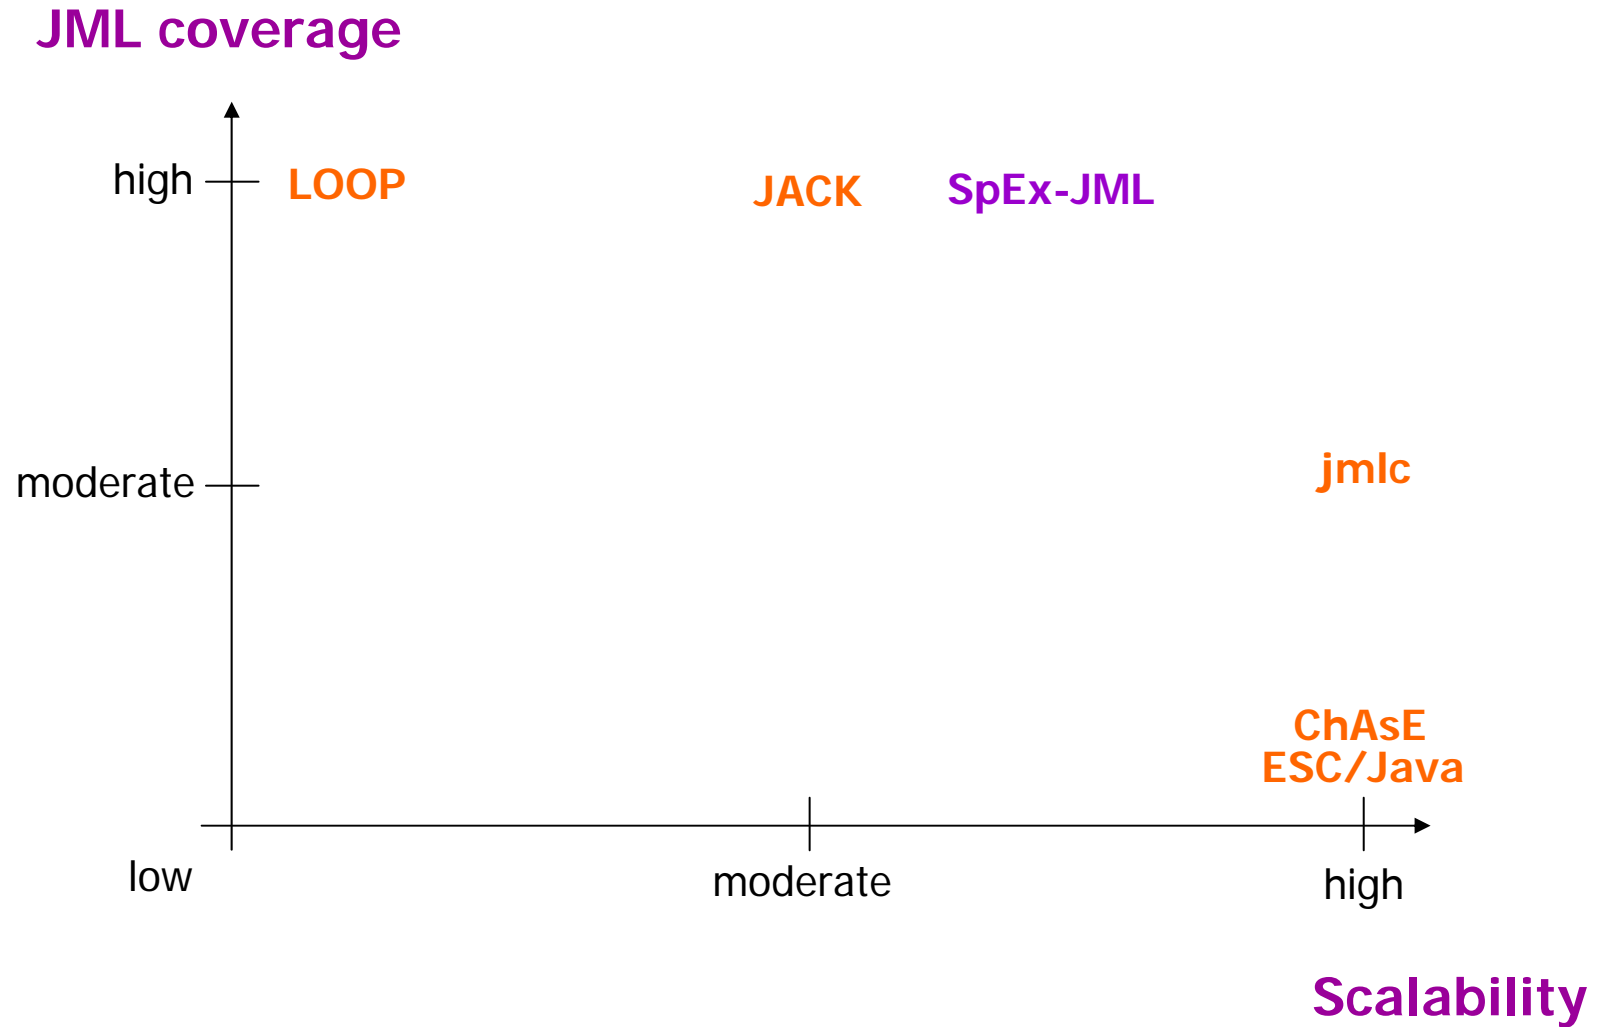 JML coverage
high
LOOP
JACK
SpEx-JML
moderate
jmlc
ChAsE
ESC/Java
low
moderate
high
Scalability